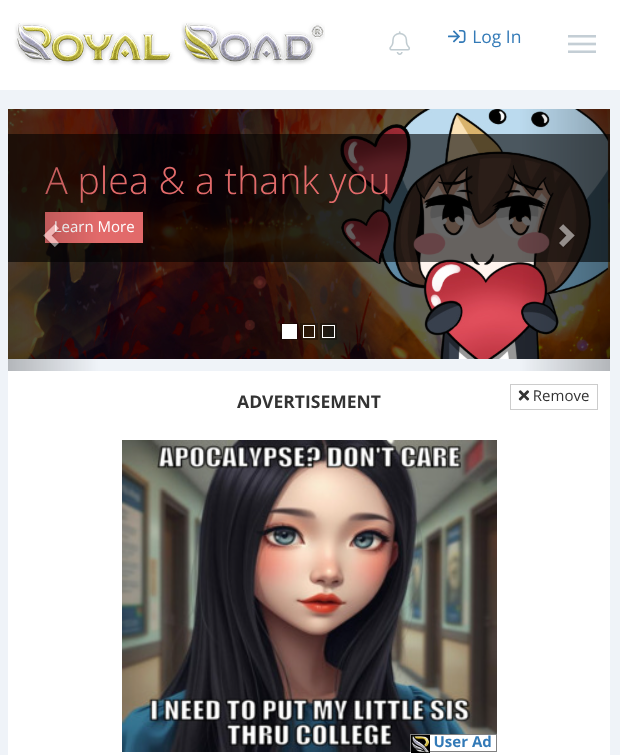 ROYAL ROAD®
Log In
A plea & a thank you
Learn More
ADVERTISEMENT
Remove
APOCALYPSE? DON'T CARE
I NEED TO PUT MY LITTLE SIS
THRU COLLEGE
User Ad